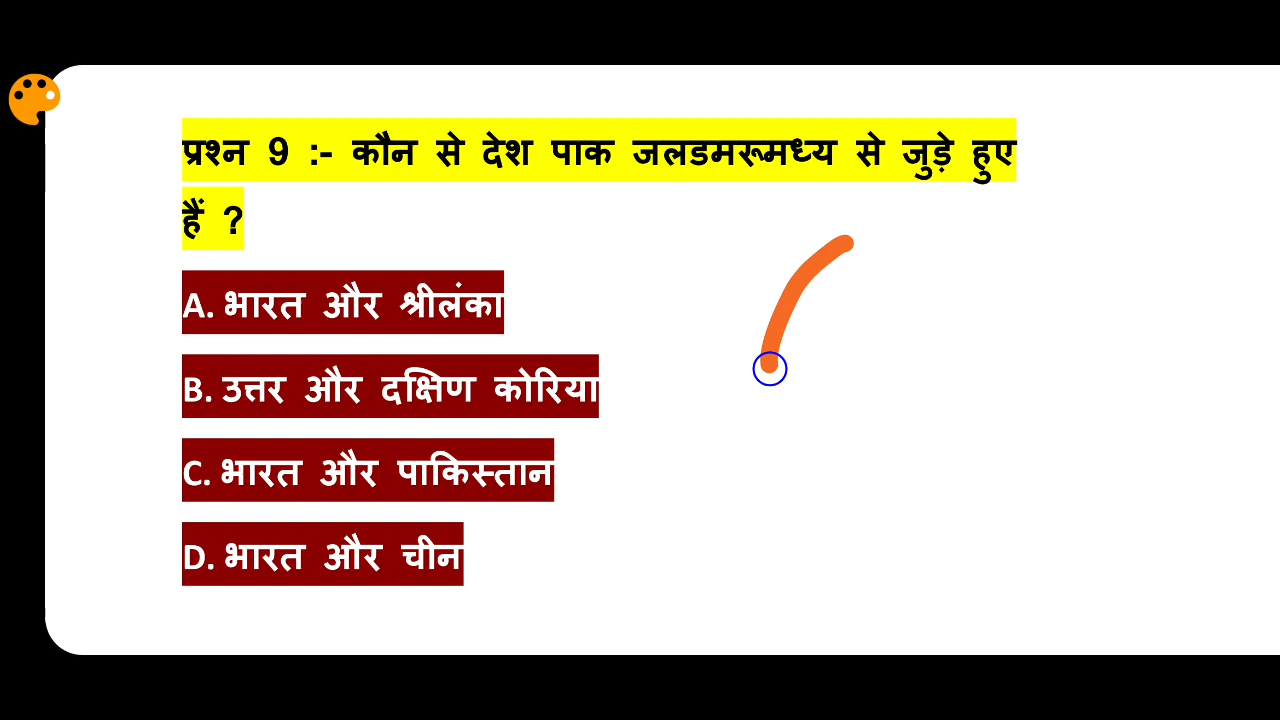 प्रश्न 9 :- कौन से देश पाक जलडमरूमध्य से जुड़े हुए
हैं ?
A. भारत और श्रीलंका
B. उत्तर और दक्षिण कोरिया
C. भारत और पाकिस्तान
D. भारत और चीन